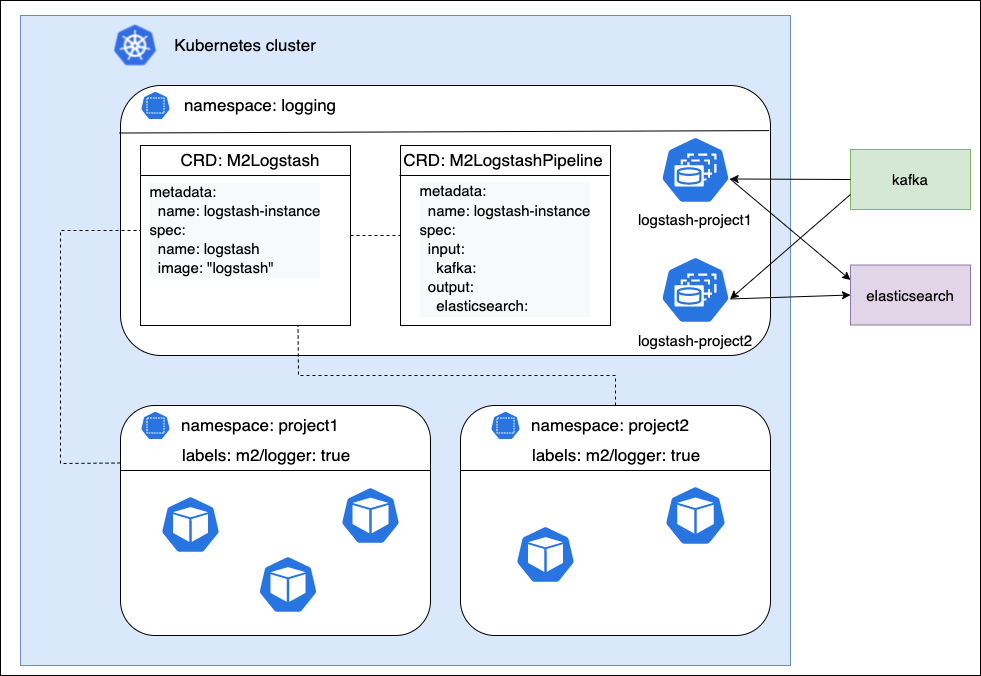 Kubernetes cluster
namespace: logging
CRD: M2Logstash
metadata:
name: logstash-instance
spec:
name: logstash
image: "logstash"
CRD: M2LogstashPipeline
metadata:
name: logstash-instance
spec:
input:
kafka:
output:
elasticsearch:
logstash-project1
logstash-project2
kafka
elasticsearch
namespace: project1
labels: m2/logger: true
namespace: project2
labels: m2/logger: true